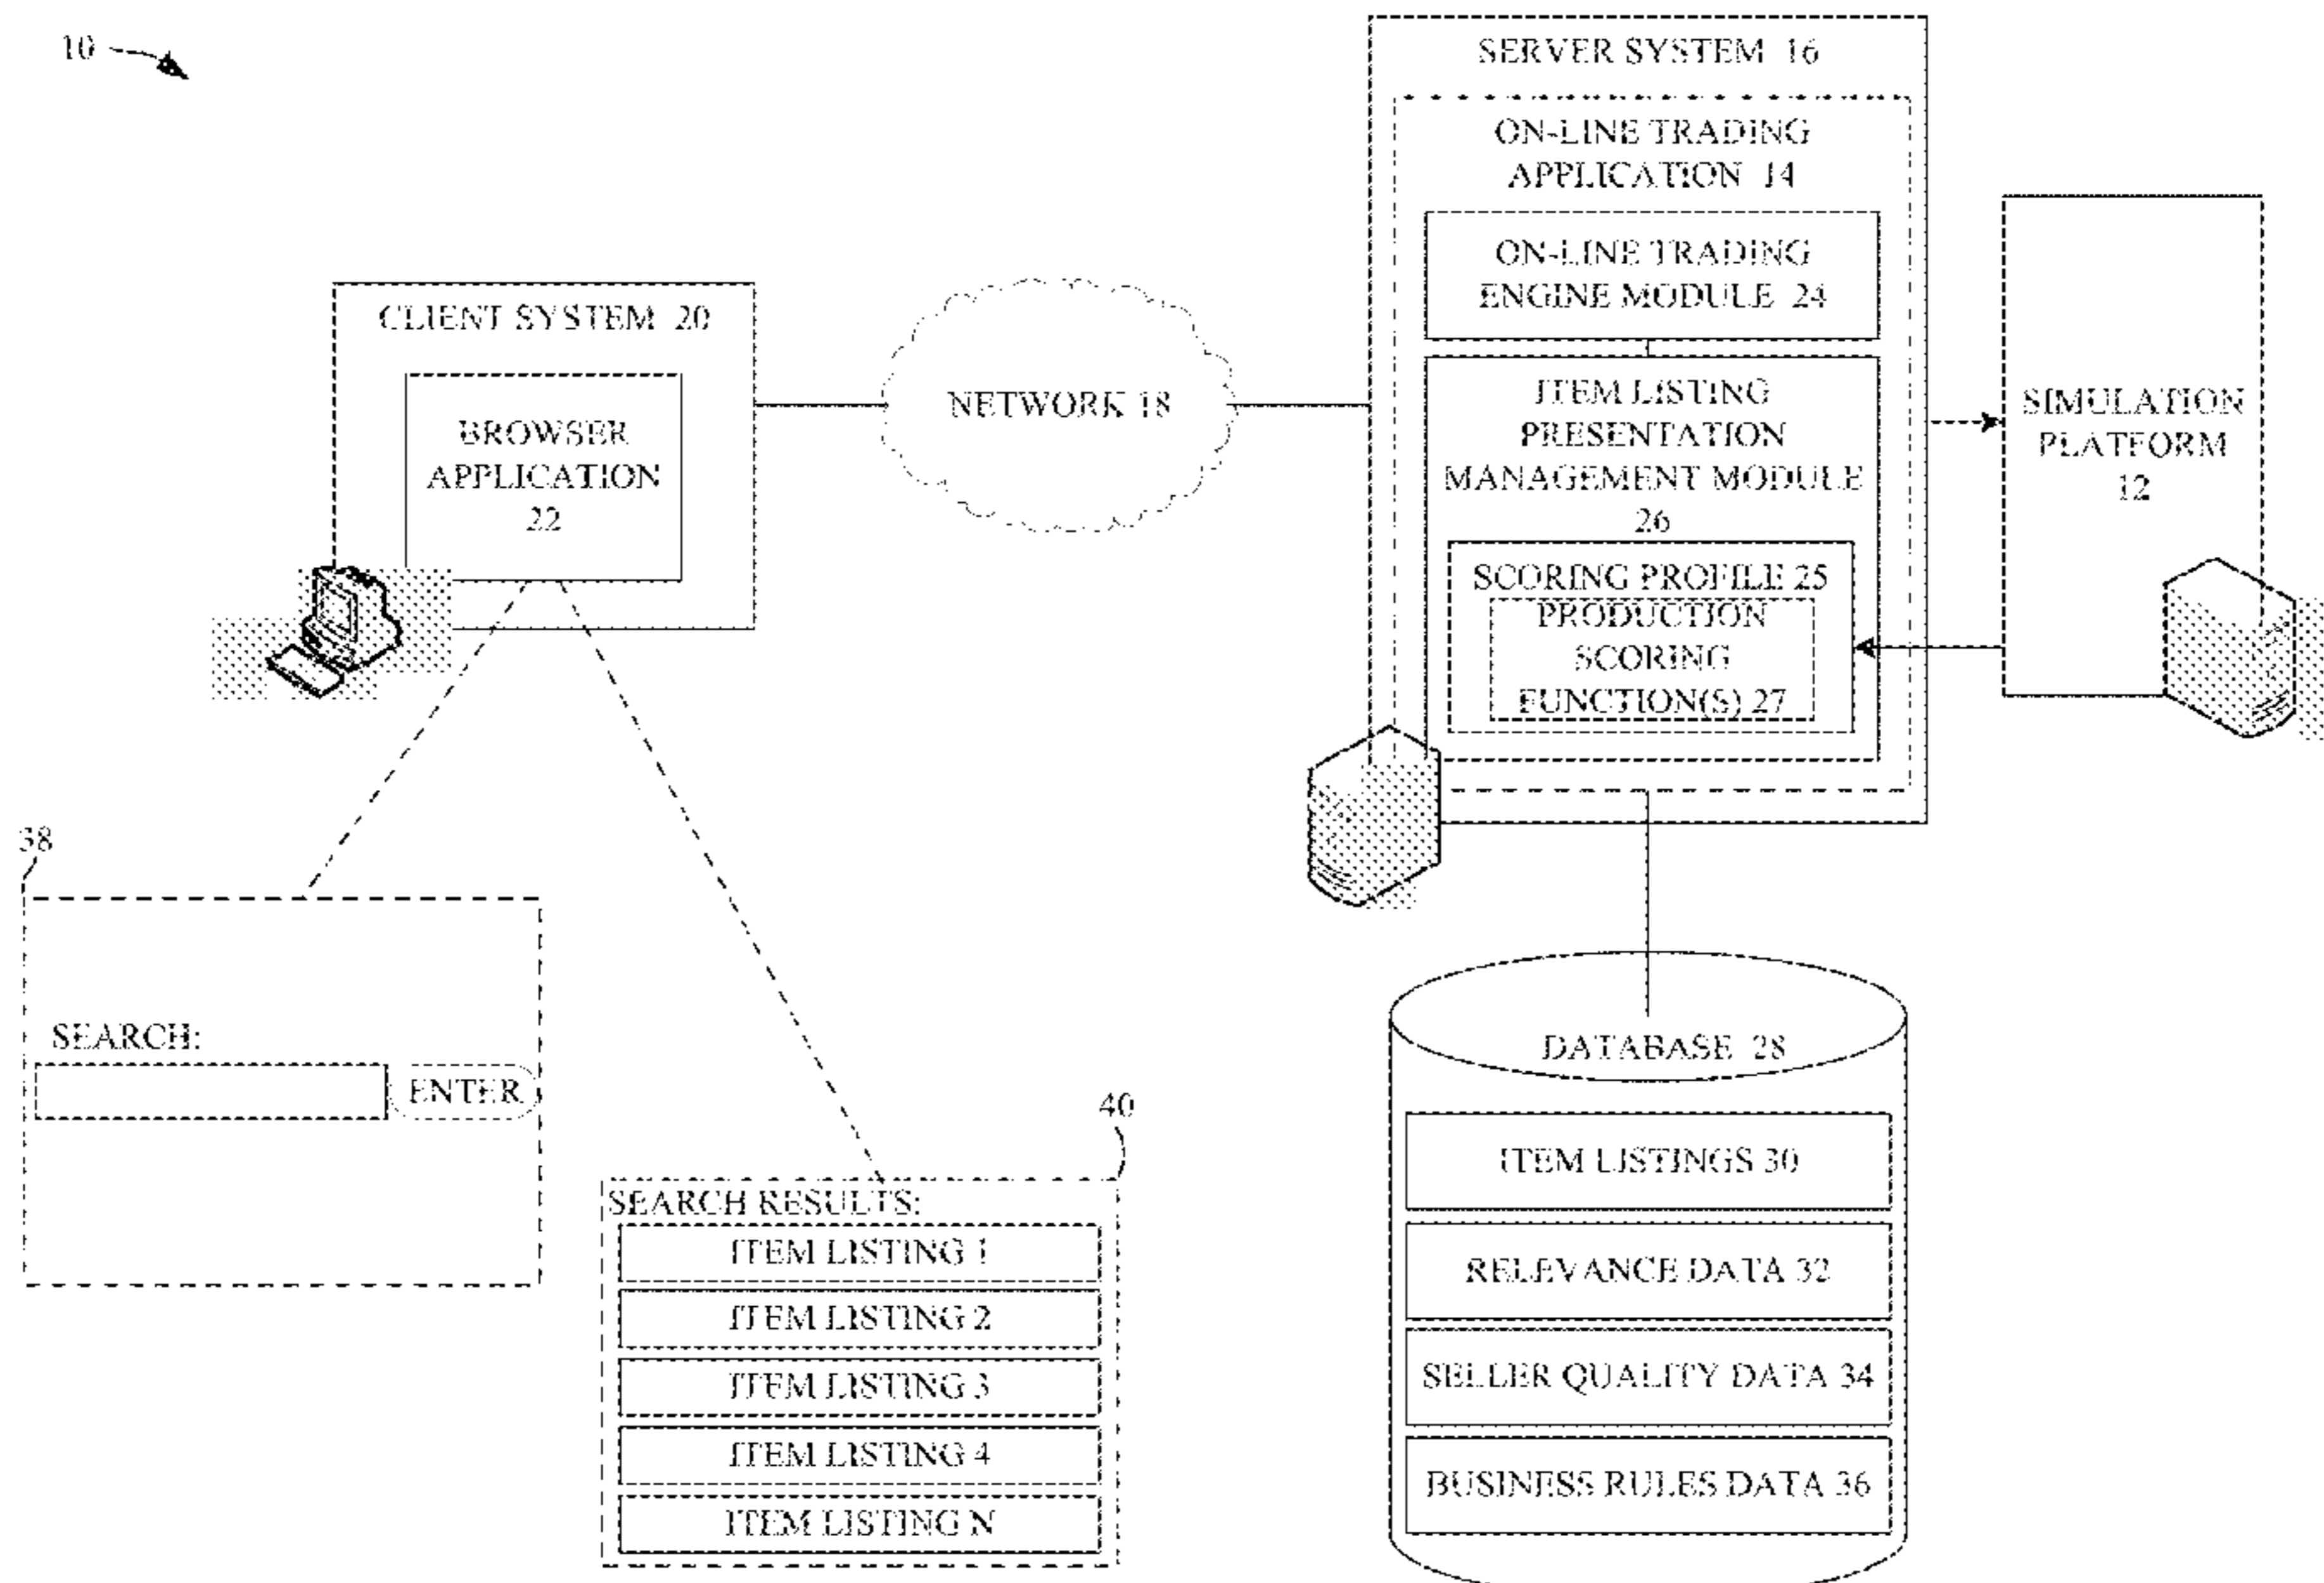 10
SERVER SYSTEM 16
ON-LINE TRADING
APPLICATION 14
ON-LINE TRADING
ENGINE MODULE 24
ITEM LISTING
PRESENTATION
MANAGEMENT MODULE
26
SCORING PROFILE 25
PRODUCTION
SCORING
FUNCTION(S) 27
SIMULATION
PLATFORM
12
CLIENT SYSTEM 20
BROWSER
APPLICATION
22
NETWORK 18
38
SEARCH:
ENTER
40
SEARCH RESULTS:
ITEM LISTING 1
ITEM LISTING 2
ITEM LISTING 3
ITEM LISTING 4
ITEM LISTING N
DATABASE 28
ITEM LISTINGS 30
RELEVANCE DATA 32
SELLER QUALITY DATA 34
BUSINESS RULES DATA 36